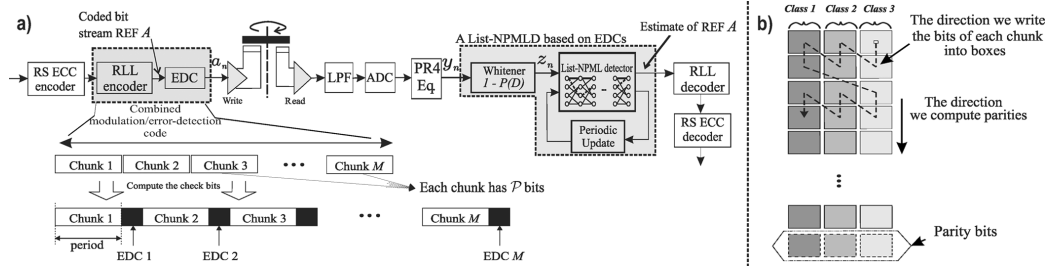 a)
Coded bit
stream REF A
RS ECC
encoder
RLL
encoder
EDC
a_n
Write
Read
LPF
ADC
PR4
Eq.
y_n
A List-NPMLD based on EDCs
Estimate of REF A
Whitener
1 - P(D)
z_n
List-NPML detector
Periodic
Update
RLL
decoder
RS ECC
decoder
Combined
modulation/error-detection
code
Chunk 1
Chunk 2
Chunk 3
Chunk M
Compute the check bits
Each chunk has P bits
Chunk 1
Chunk 2
Chunk 3
Chunk M
period
EDC 1
EDC 2
EDC M
b)
Class 1
Class 2
Class 3
The direction we write
the bits of each chunk
into boxes
The direction
we compute parities
Parity bits